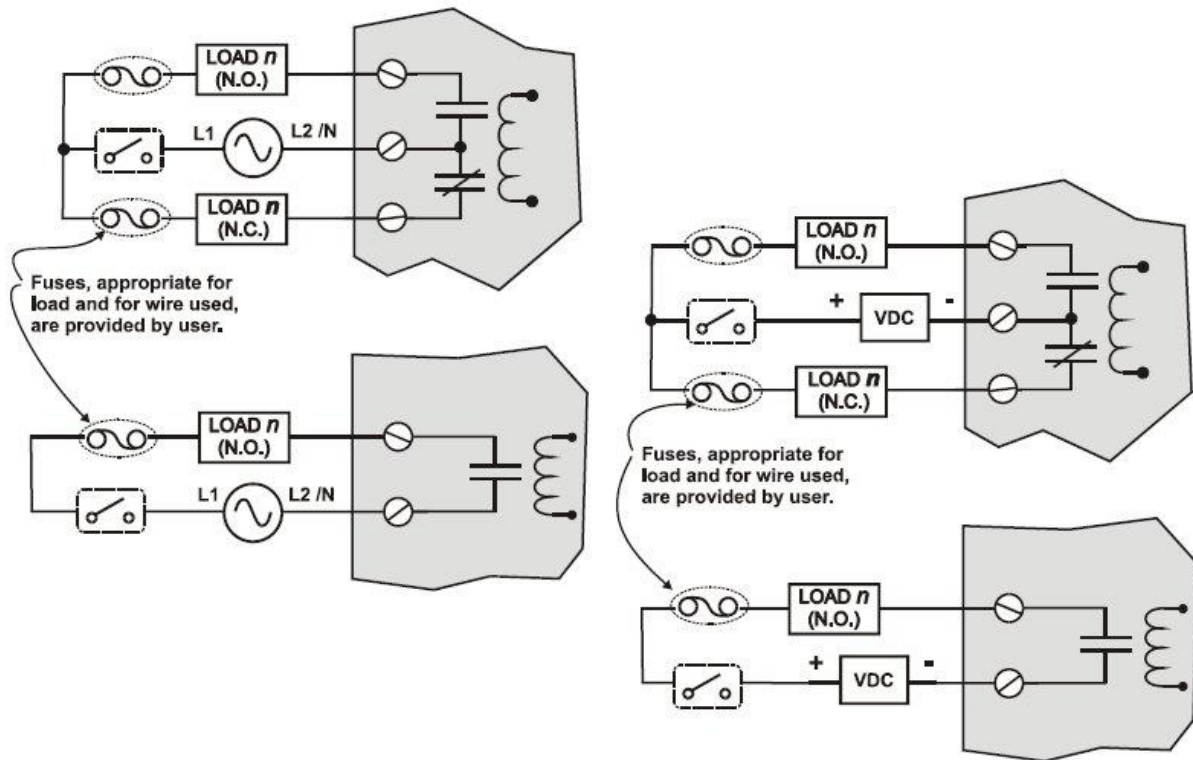 LOAD n
(N.O.)
L1
L2 /N
LOAD n
(N.C.)
Fuses, appropriate for
load and for wire used,
are provided by user.
LOAD n
(N.O.)
L1
L2 /N
LOAD n
(N.O.)
+
VDC
-
LOAD n
(N.C.)
Fuses, appropriate for
load and for wire used,
are provided by user.
LOAD n
(N.O.)
+
VDC
-